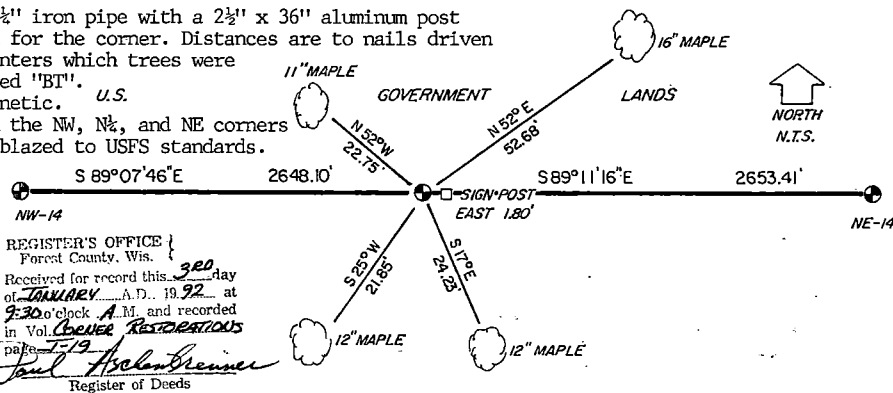 ¼" iron pipe with a 2½" x 36" aluminum post
for the corner. Distances are to nails driven
nters which trees were
ed "BT".
netic.
the NW, N¼, and NE corners
blazed to USFS standards.
U.S. GOVERNMENT LANDS
11" MAPLE
16" MAPLE
NORTH
N.T.S.
N 52° W
22.75'
N 52° E
52.68'
S 89°07'46"E 2648.10'
S 89°11'16"E 2653.41'
SIGN-POST
EAST 1.80'
NW-14
NE-14
S 25° W
21.85'
S 17° E
24.23'
12" MAPLE
12" MAPLE
REGISTER'S OFFICE
Forest County, Wis.
Received for record this 3RD day
of JANUARY A.D. 1992 at
9:30 o'clock A.M. and recorded
in Vol. CORNER RESTORATIONS
page T-19
Paul Aschenbrenner
Register of Deeds